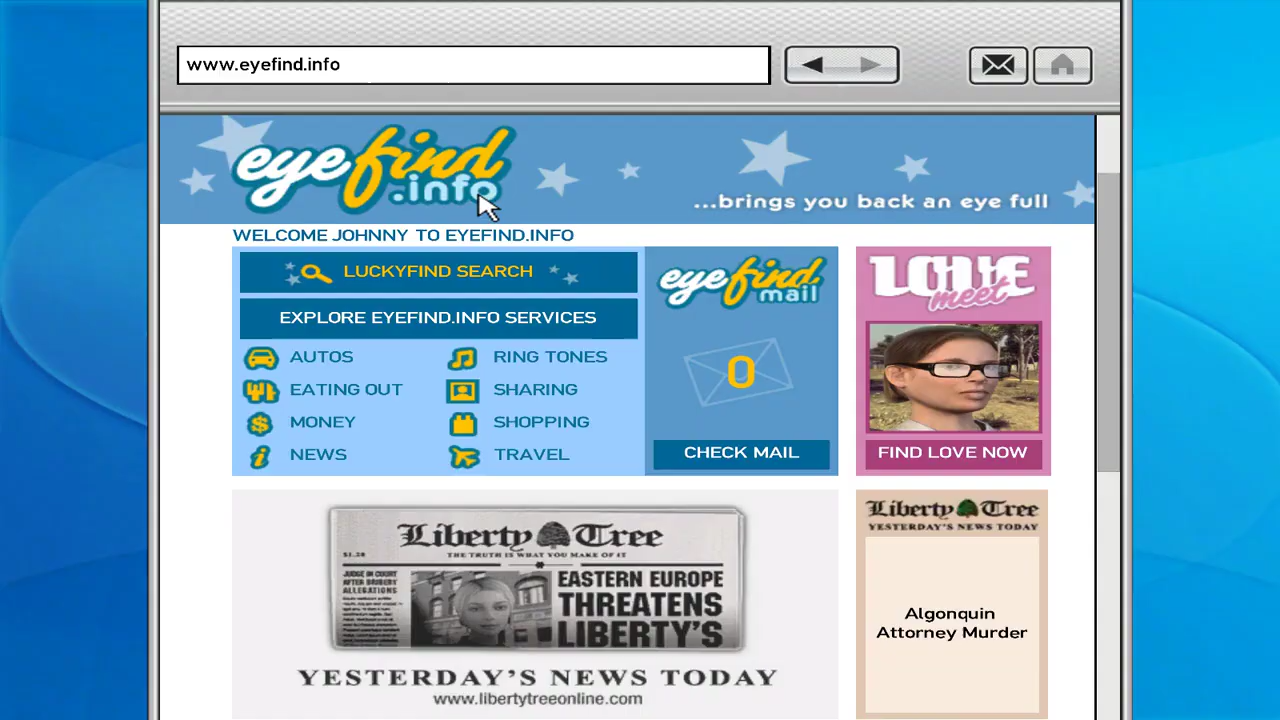 www.eyefind.info
eyefind
.info
...brings you back an eye full
WELCOME JOHNNY TO EYEFIND.INFO
LUCKYFIND SEARCH
EXPLORE EYEFIND.INFO SERVICES
AUTOS
RING TONES
EATING OUT
SHARING
MONEY
SHOPPING
NEWS
TRAVEL
eyefind
mail
0
CHECK MAIL
LOVE
meet
FIND LOVE NOW
Liberty Tree
THE TRUTH IS WHAT YOU MAKE OF IT
$1.20
JUDGE IN COURT
AFTER BRIBERY
ALLEGATIONS
EASTERN EUROPE
THREATENS
LIBERTY'S
YESTERDAY'S NEWS TODAY
www.libertytreeonline.com
Liberty Tree
YESTERDAY'S NEWS TODAY
Algonquin
Attorney Murder